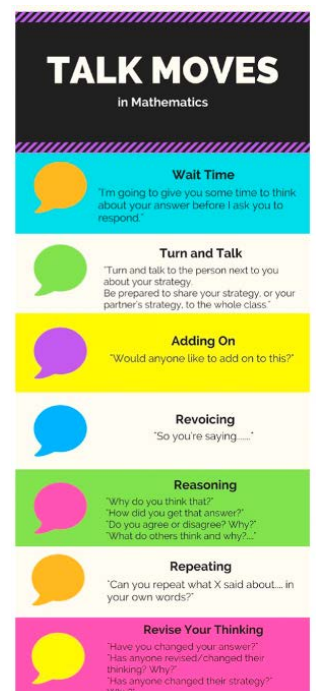 TALK MOVES
in Mathematics
Wait Time
"I'm going to give you some time to think
about your answer before I ask you to
respond."
Turn and Talk
"Turn and talk to the person next to you
about your strategy.
Be prepared to share your strategy, or your
partner's strategy, to the whole class."
Adding On
"Would anyone like to add on to this?"
Revoicing
"So you're saying......"
Reasoning
"Why do you think that?"
"How did you get that answer?"
"Do you agree or disagree? Why?"
"What do others think and why?...."
Repeating
"Can you repeat what X said about.... in
your own words?"
Revise Your Thinking
"Have you changed your answer?"
"Has anyone revised/changed their
thinking? Why?"
"Has anyone changed their strategy?"